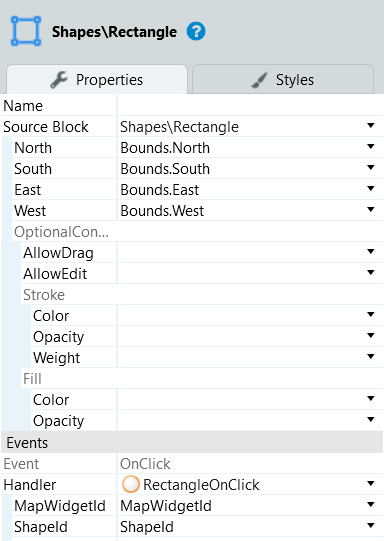 Shapes\Rectangle ?
Properties Styles
Name
Source Block Shapes\Rectangle
North Bounds.North
South Bounds.South
East Bounds.East
West Bounds.West
OptionalCon...
AllowDrag
AllowEdit
Stroke
Color
Opacity
Weight
Fill
Color
Opacity
Events
Event OnClick
Handler RectangleOnClick
MapWidgetId MapWidgetId
ShapeId ShapeId